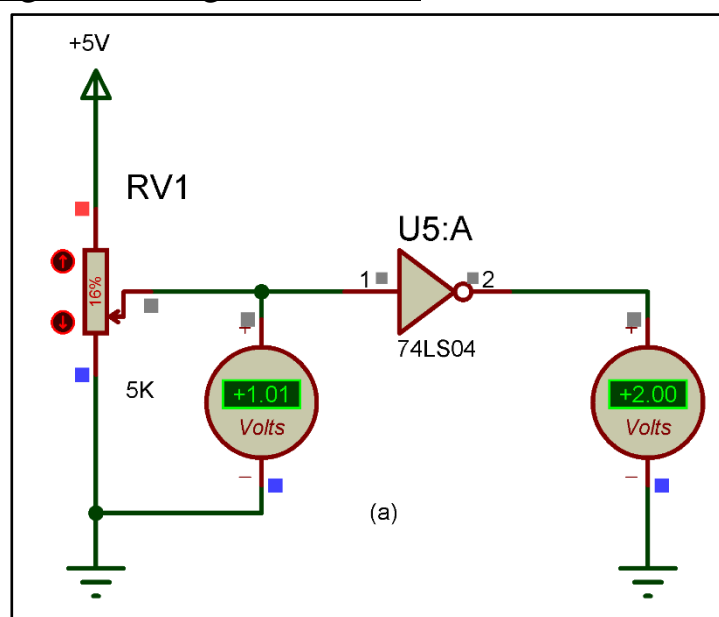 +5V
RV1
U5:A
16%
1
2
74LS04
+
+
5K
+1.01
+2.00
Volts
Volts
−
−
(a)